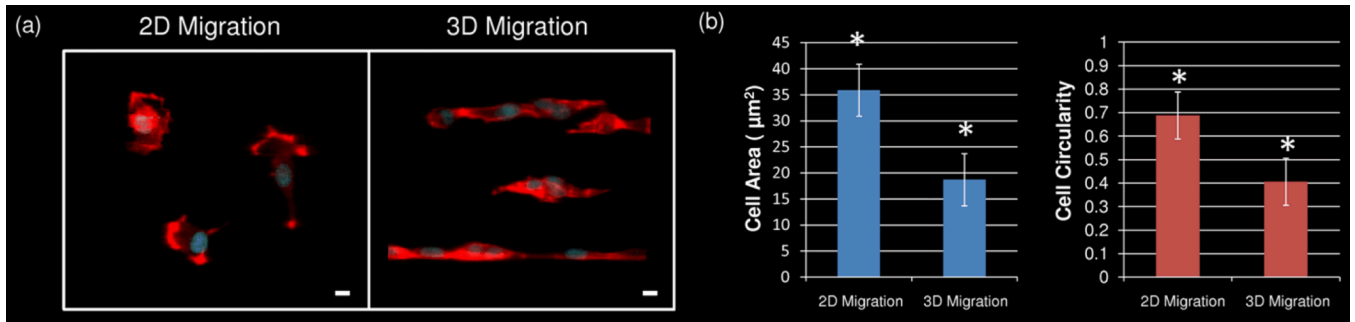 (a)
2D Migration
3D Migration
(b)
Cell Area ( µm²)
45
40
35
30
25
20
15
10
5
0
*
*
2D Migration
3D Migration
Cell Circularity
1
0.9
0.8
0.7
0.6
0.5
0.4
0.3
0.2
0.1
0
*
*
2D Migration
3D Migration